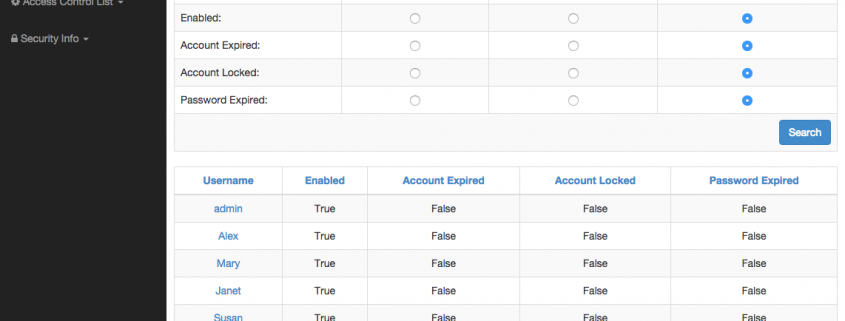 Access Control List
Security Info
Enabled:
Account Expired:
Account Locked:
Password Expired:
Search
Username Enabled Account Expired Account Locked Password Expired
admin True False False False
Alex True False False False
Mary True False False False
Janet True False False False
Susan True False False False